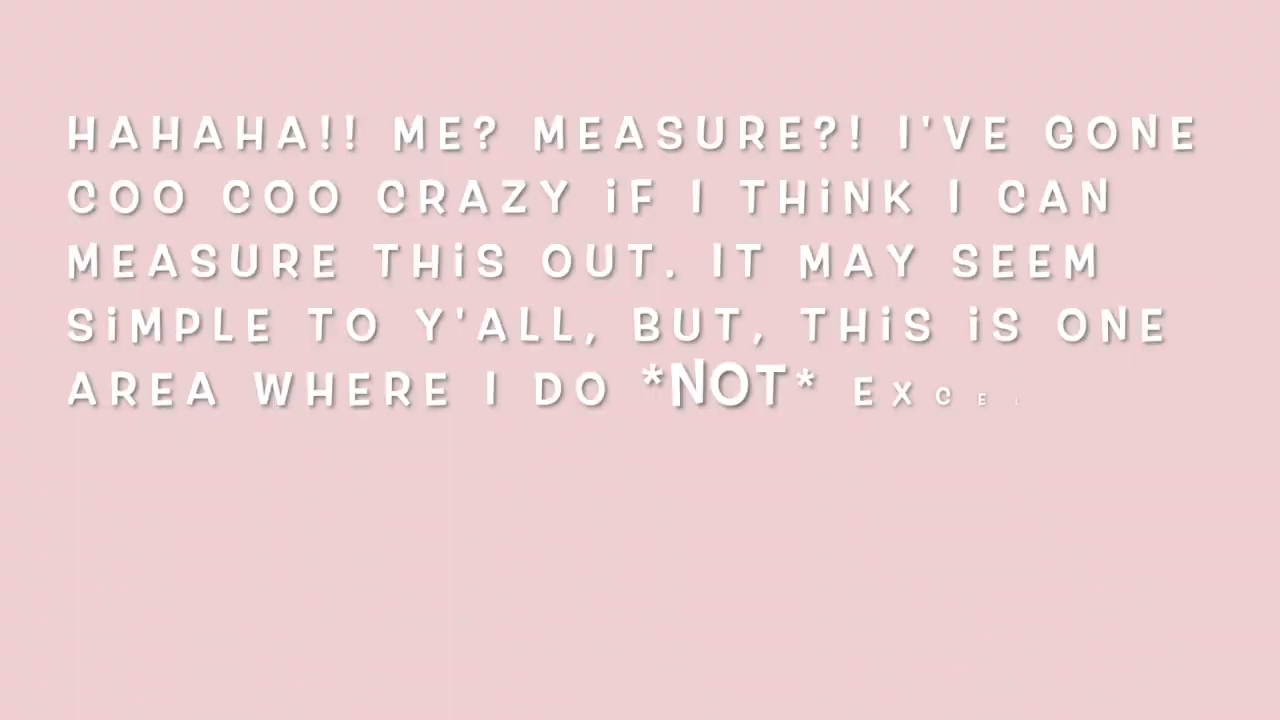 HAHAHA!! ME? MEASURE?! I'VE GONE
COO COO CRAZY iF I THiNK I CAN
MEASURE THiS OUT. IT MAY SEEM
SiMPLE TO Y'ALL, BUT, THiS iS ONE
AREA WHERE I DO *NOT* EXCEL